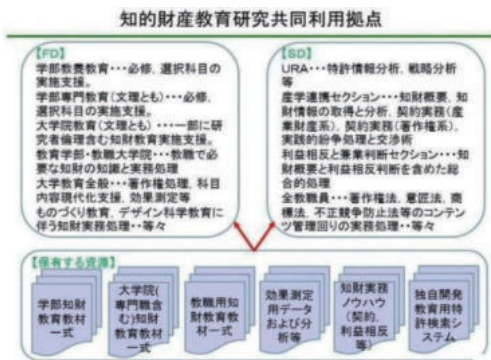 知的財産教育研究共同利用拠点
【FD】
学部教養教育・・・必修，選択科目の
実施支援。
学部専門教育（文理とも）・・・必修，
選択科目の実施支援。
大学院教育（文理とも）・・・一部に研究
者倫理含む知財教育実施支援。
教育学部・教職大学院・・・教職で必
要な知財の知識と実務処理
大学教育全般・・・著作権処理，科目
内容現代化支援，効果測定等
ものづくり教育，デザイン科学教育に
伴う知財実務処理・・等々
【SD】
URA・・・特許情報分析，戦略分析
等
産学連携セクション・・・知財概要，知
財情報の取得と分析，契約実務（産
業財産系），契約実務（著作権系），
実践的紛争処理と交渉術
利益相反と兼業判断セクション・・・知
財概要と利益相反判断を含めた総
合的処理
全教職員・・・著作権法，意匠法，商
標法，不正競争防止法等のコンテン
ツ管理回りの実務処理・・等々
【保有する資源】
学部知財
教育教材
一式
大学院（
専門職含
む）知財
教育教材
一式
教職用知
財教育教
材一式
効果測定
用データ
および分
析等
知財実務
ノウハウ
（契約，
利益相反
等）
独自開発
教育用特
許検索シ
ステム